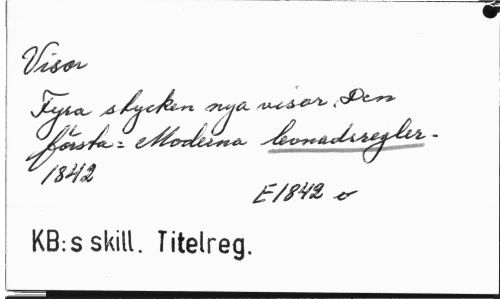 Visor
Fyra stycken nya visor. Den
första: Moderna levnadsregler.
1842
E1842 v
KB:s skill. Titelreg.